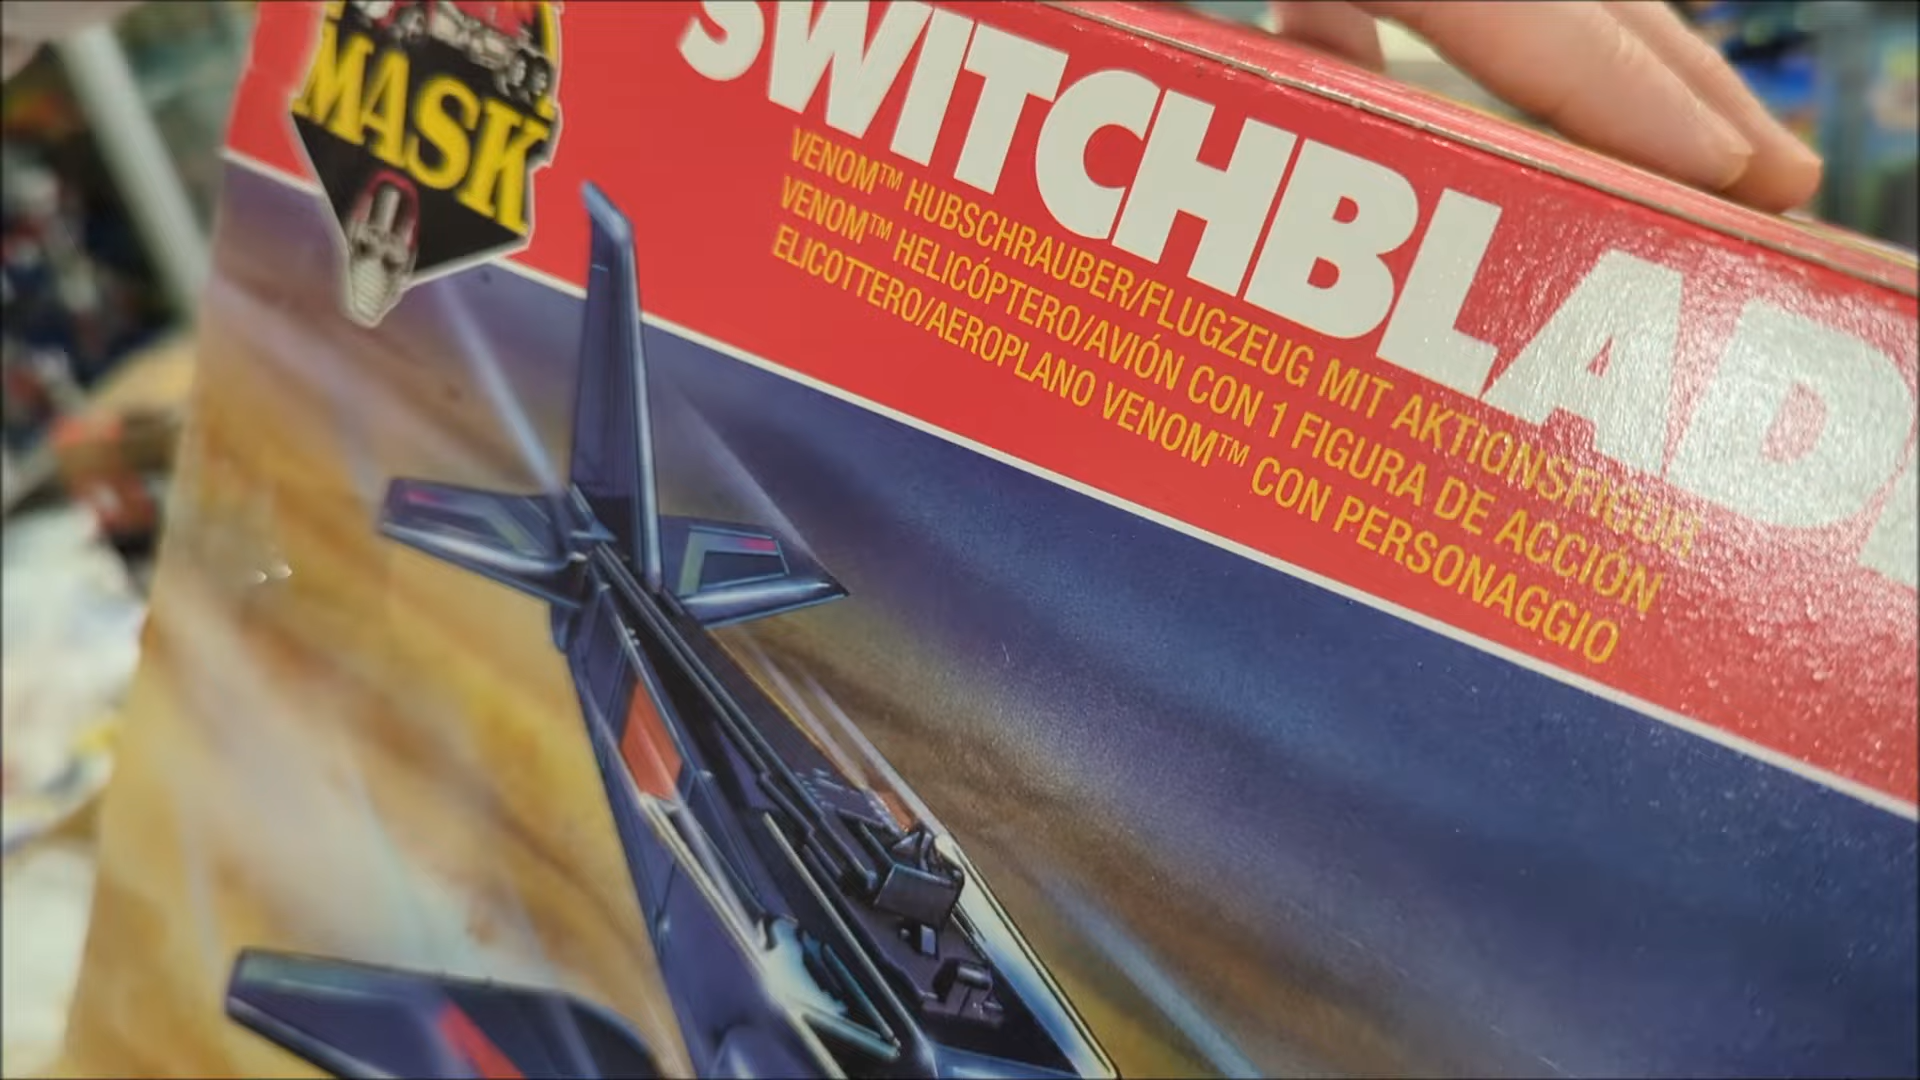 MASK
SWITCHBLAD
VENOM™ HUBSCHRAUBER/FLUGZEUG MIT AKTIONSFIGUR
VENOM™ HELICÓPTERO/AVIÓN CON 1 FIGURA DE ACCIÓN
ELICOTTERO/AEROPLANO VENOM™ CON PERSONAGGIO